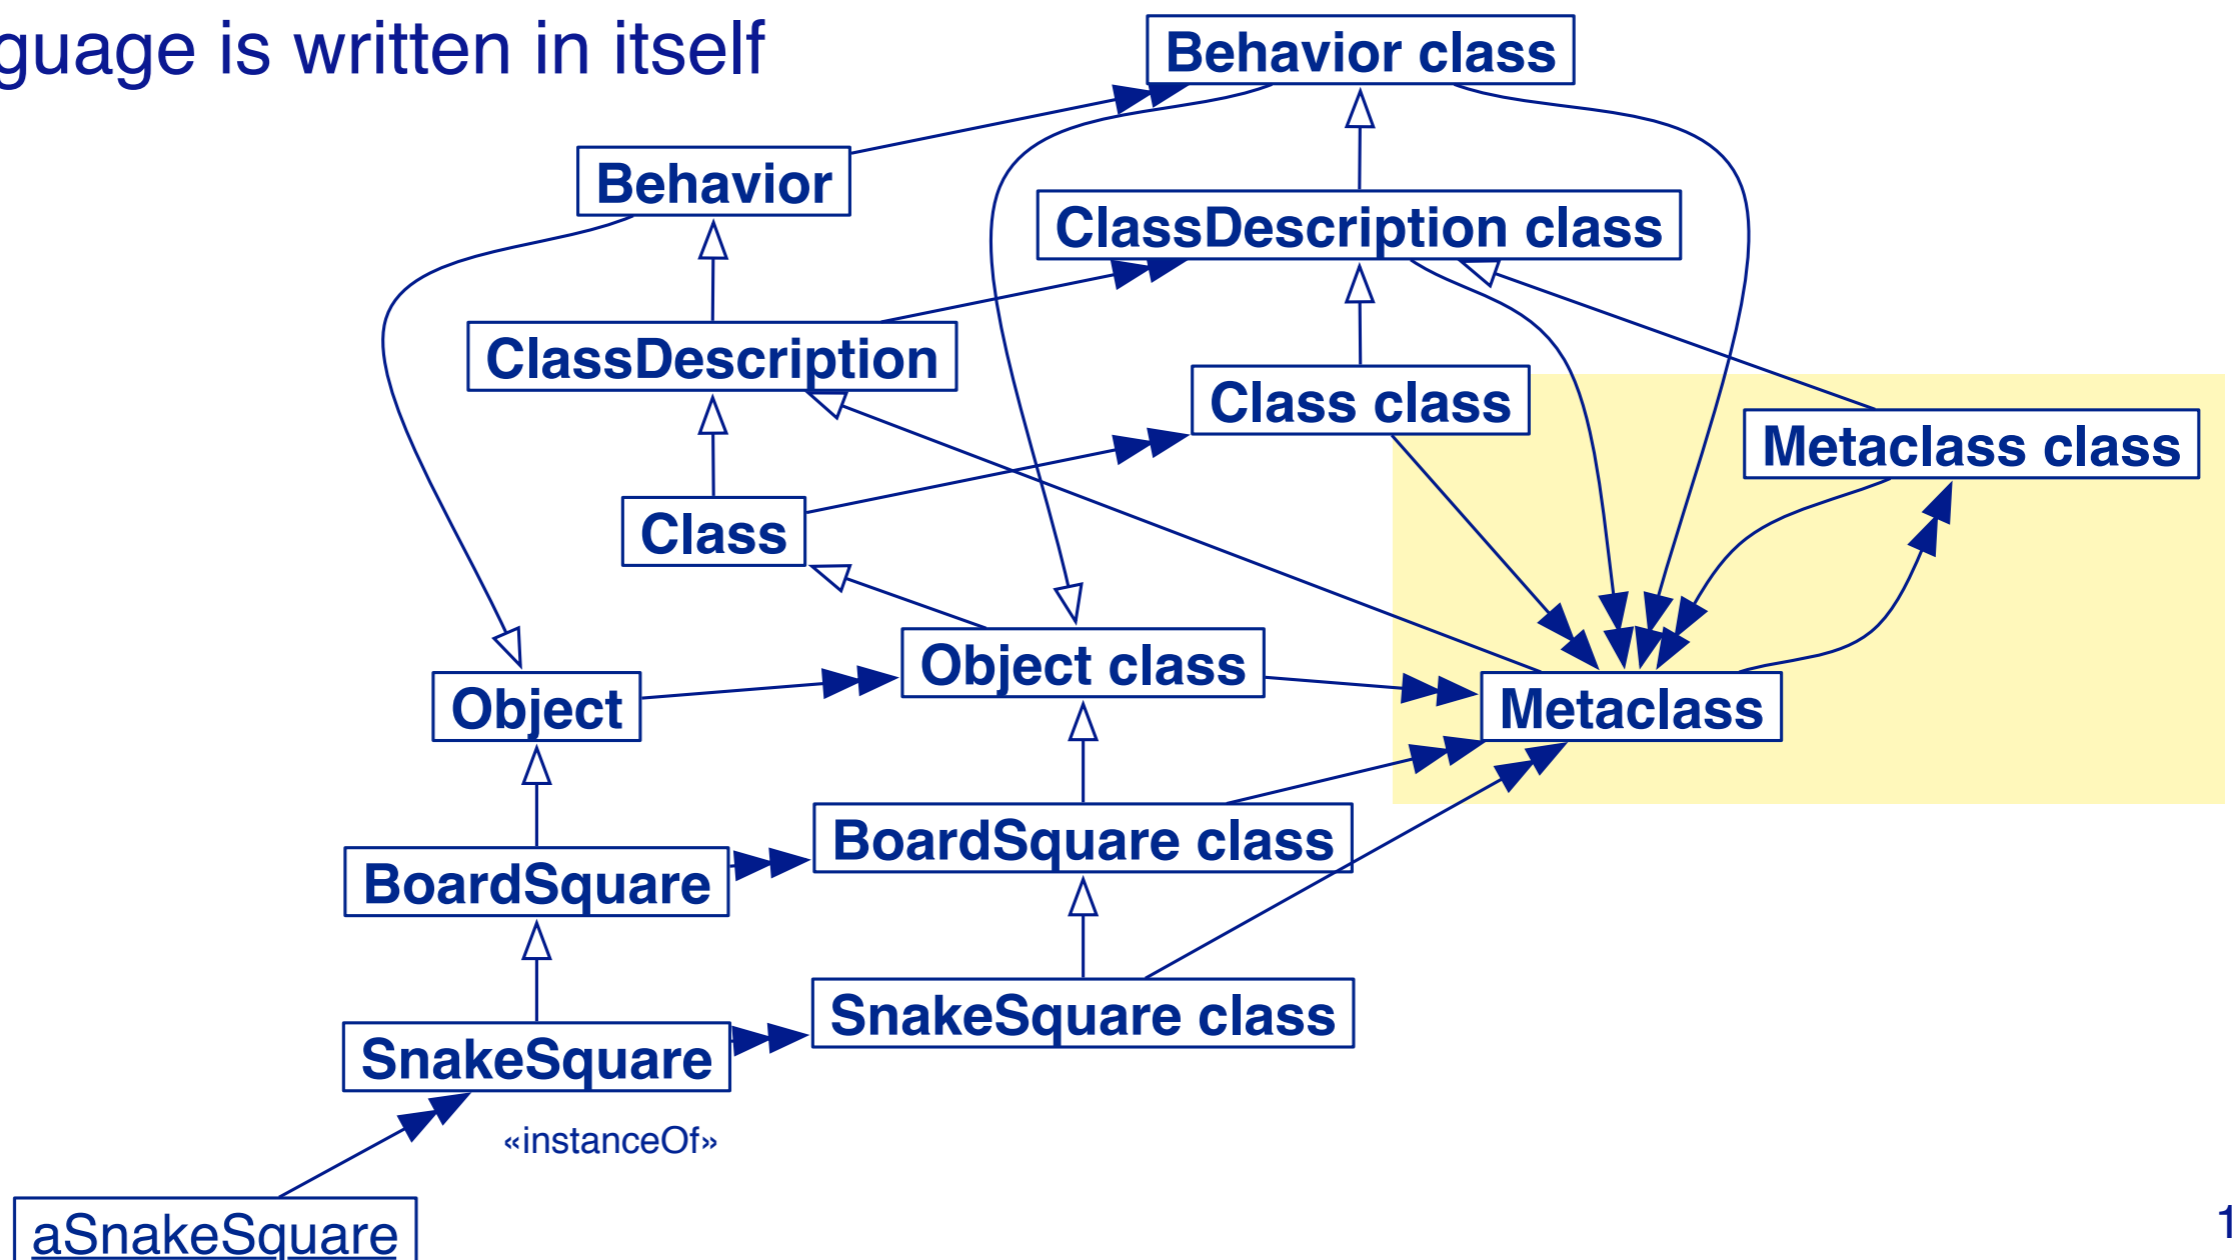 guage is written in itself
Behavior class
Behavior
ClassDescription class
ClassDescription
Class class
Metaclass class
Class
Object class
Object
Metaclass
BoardSquare class
BoardSquare
SnakeSquare class
SnakeSquare
«instanceOf»
aSnakeSquare
1